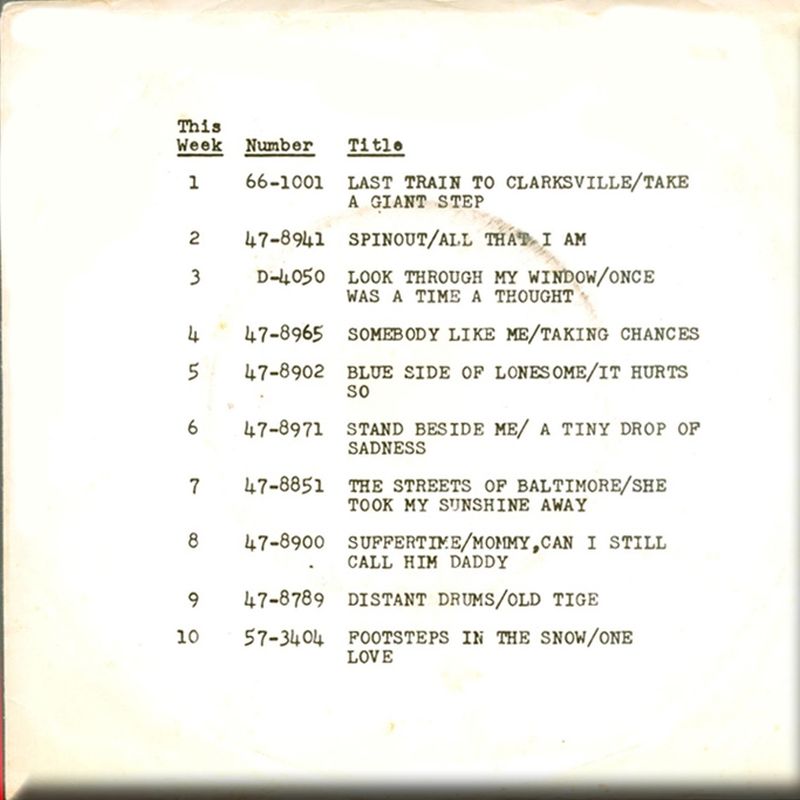 This
Week Number Title
1 66-1001 LAST TRAIN TO CLARKSVILLE/TAKE
A GIANT STEP
2 47-8941 SPINOUT/ALL THAT I AM
3 D-4050 LOOK THROUGH MY WINDOW/ONCE
WAS A TIME A THOUGHT
4 47-8965 SOMEBODY LIKE ME/TAKING CHANCES
5 47-8902 BLUE SIDE OF LONESOME/IT HURTS
SO
6 47-8971 STAND BESIDE ME/ A TINY DROP OF
SADNESS
7 47-8851 THE STREETS OF BALTIMORE/SHE
TOOK MY SUNSHINE AWAY
8 47-8900 SUFFERTIME/MOMMY,CAN I STILL
CALL HIM DADDY
9 47-8789 DISTANT DRUMS/OLD TIGE
10 57-3404 FOOTSTEPS IN THE SNOW/ONE
LOVE